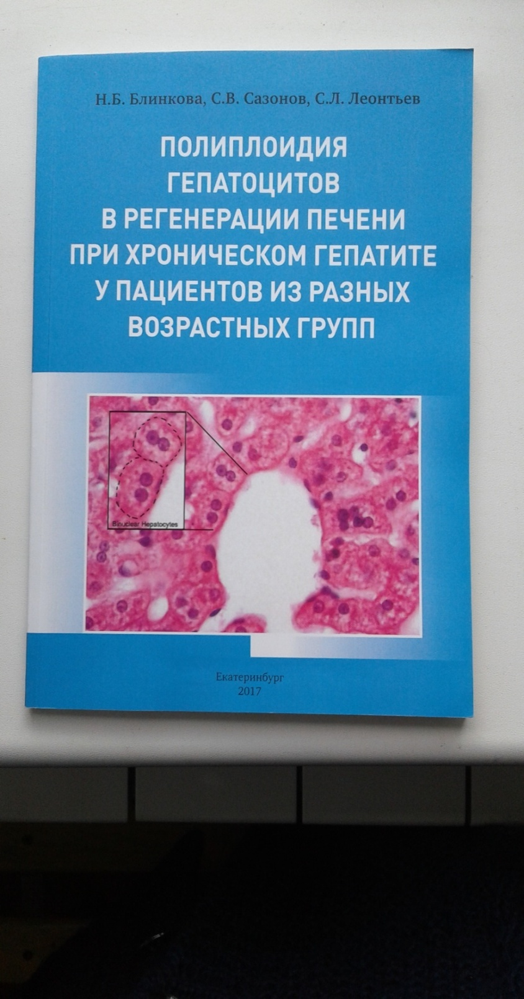 Н.Б. Блинкова, С.В. Сазонов, С.Л. Леонтьев
ПОЛИПЛОИДИЯ
ГЕПАТОЦИТОВ
В РЕГЕНЕРАЦИИ ПЕЧЕНИ
ПРИ ХРОНИЧЕСКОМ ГЕПАТИТЕ
У ПАЦИЕНТОВ ИЗ РАЗНЫХ
ВОЗРАСТНЫХ ГРУПП
Binuclear Hepatocytes
Екатеринбург
2017